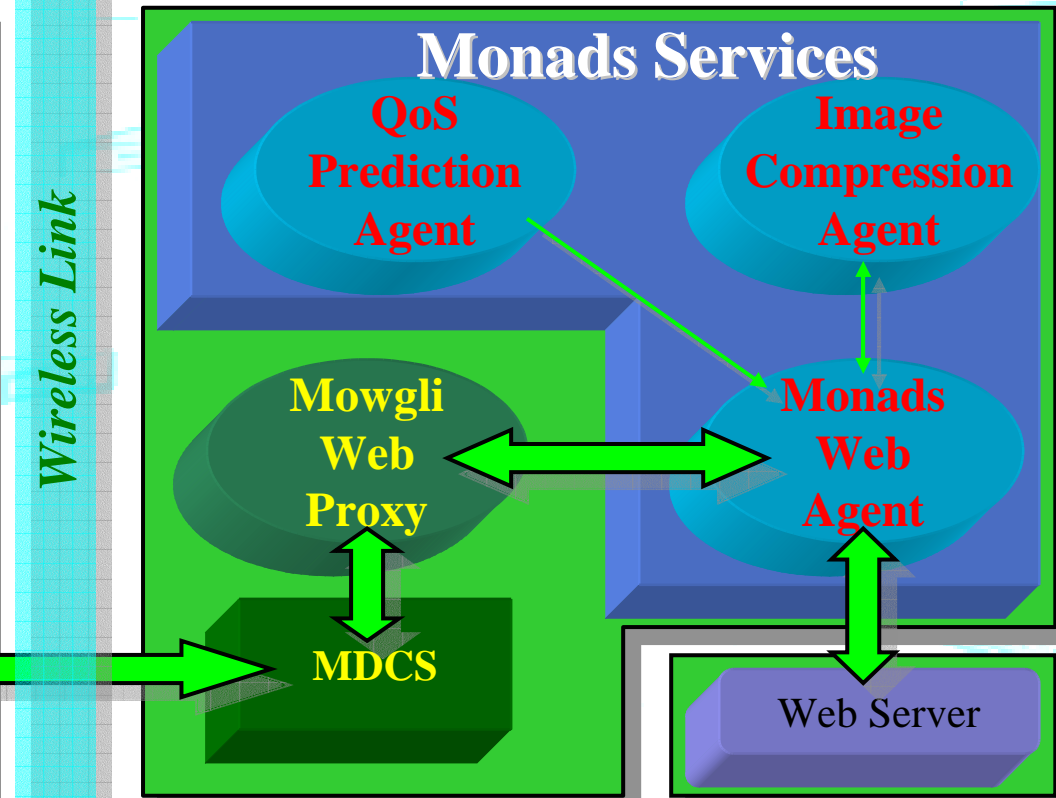 Monads Services
QoS
Prediction
Agent
Image
Compression
Agent
Wireless Link
Mowgli
Web
Proxy
Monads
Web
Agent
MDCS
Web Server